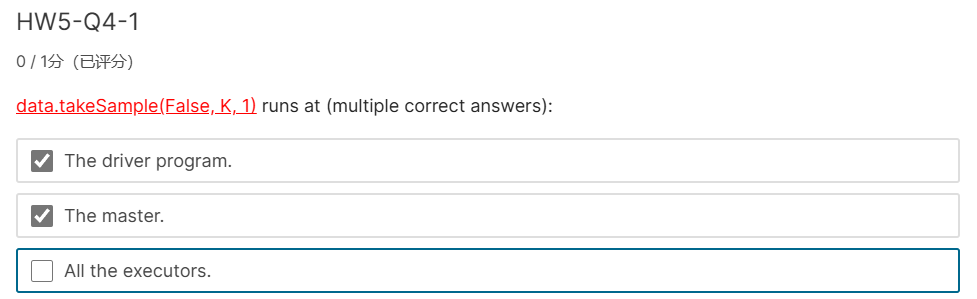 HW5-Q4-1
0 / 1分 (已评分)
data.takeSample(False, K, 1) runs at (multiple correct answers):
The driver program.
The master.
All the executors.